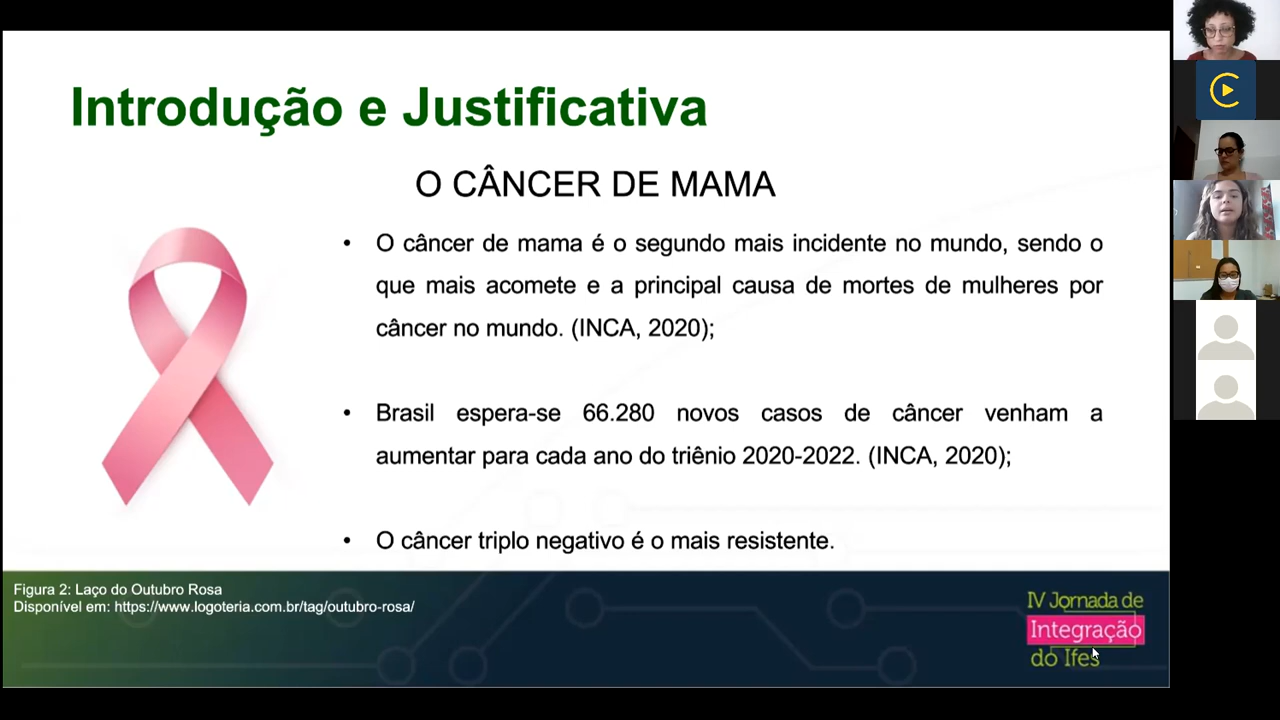 Introdução e Justificativa
O CÂNCER DE MAMA
• O câncer de mama é o segundo mais incidente no mundo, sendo o
que mais acomete e a principal causa de mortes de mulheres por
câncer no mundo. (INCA, 2020);
• Brasil espera-se 66.280 novos casos de câncer venham a
aumentar para cada ano do triênio 2020-2022. (INCA, 2020);
• O câncer triplo negativo é o mais resistente.
Figura 2: Laço do Outubro Rosa
Disponível em: https://www.logoteria.com.br/tag/outubro-rosa/
IV Jornada de
Integração
do Ifes